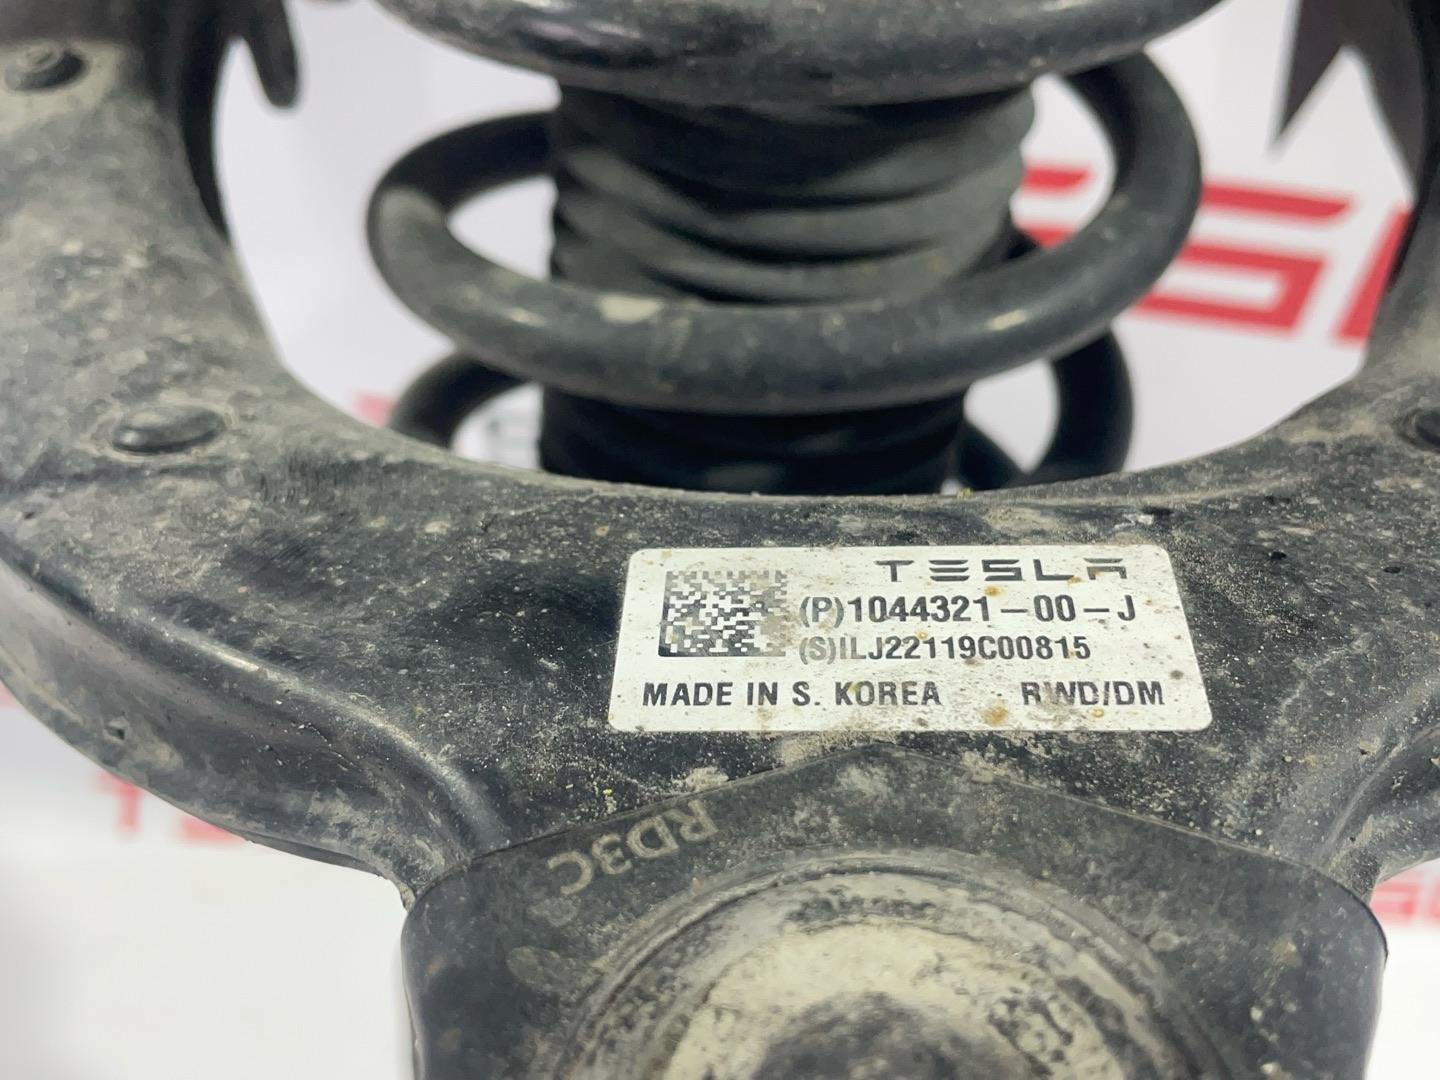 TESLA
(P)1044321-00-J
(S)ILJ22119C00815
MADE IN S. KOREA RWD/DM
RD3C